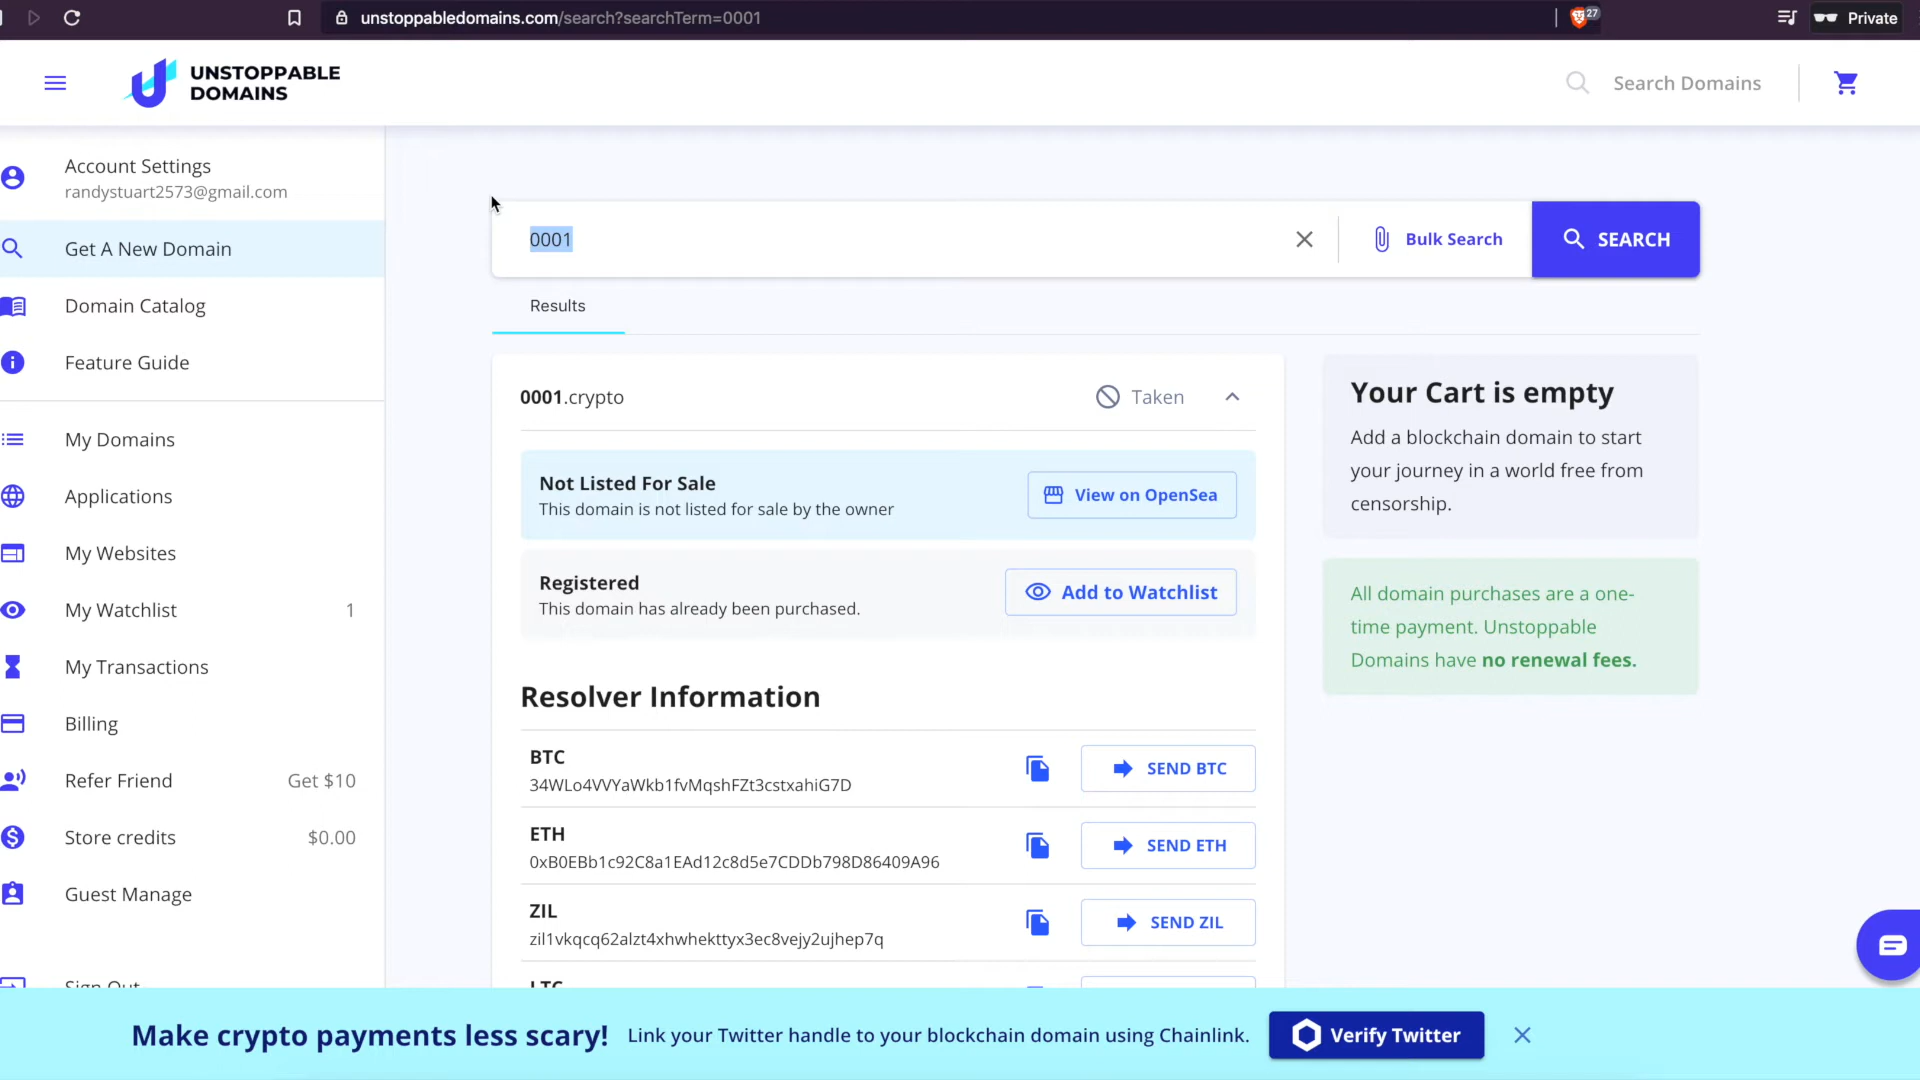 unstoppabledomains.com/search?searchTerm=0001
27
Private
UNSTOPPABLE
DOMAINS
Search Domains
Account Settings
randystuart2573@gmail.com
Get A New Domain
Domain Catalog
Feature Guide
My Domains
Applications
My Websites
My Watchlist 1
My Transactions
Billing
Refer Friend Get $10
Store credits $0.00
Guest Manage
Sign Out
0001
Bulk Search
SEARCH
Results
0001.crypto
Taken
Not Listed For Sale
This domain is not listed for sale by the owner
View on OpenSea
Registered
This domain has already been purchased.
Add to Watchlist
Resolver Information
BTC
34WLo4VVYaWkb1fvMqshFZt3cstxahiG7D
SEND BTC
ETH
0xB0EBb1c92C8a1EAd12c8d5e7CDDb798D86409A96
SEND ETH
ZIL
zil1vkqcq62alzt4xhwhekttyx3ec8vejy2ujhep7q
SEND ZIL
LTC
Your Cart is empty
Add a blockchain domain to start
your journey in a world free from
censorship.
All domain purchases are a one-
time payment. Unstoppable
Domains have no renewal fees.
Make crypto payments less scary!
Link your Twitter handle to your blockchain domain using Chainlink.
Verify Twitter